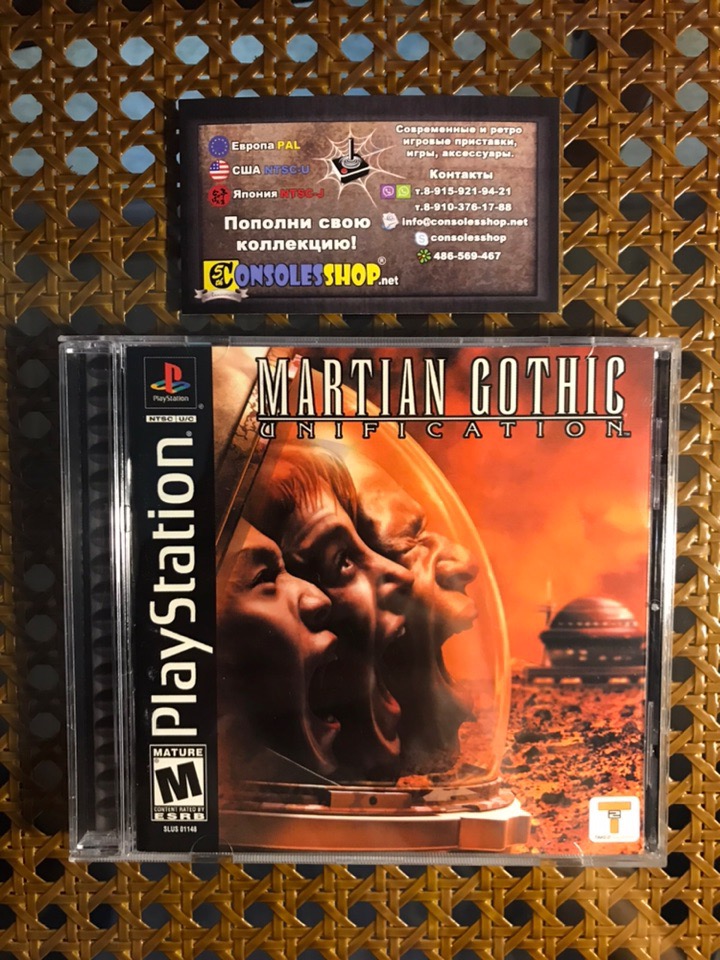 Европа PAL
США NTSC-U
Япония NTSC-J
Пополни свою
коллекцию!
CONSOLESSHOP®.net
Современные и ретро
игровые приставки,
игры, аксессуары.
Контакты
т.8-915-921-94-21
т.8-910-376-17-88
info@consolesshop.net
consolesshop
486-569-467
PlayStation
NTSC U/C
PlayStation®
MARTIAN GOTHIC
UNIFICATION™
MATURE
M
CONTENT RATED BY
ESRB
SLUS 01148
T2